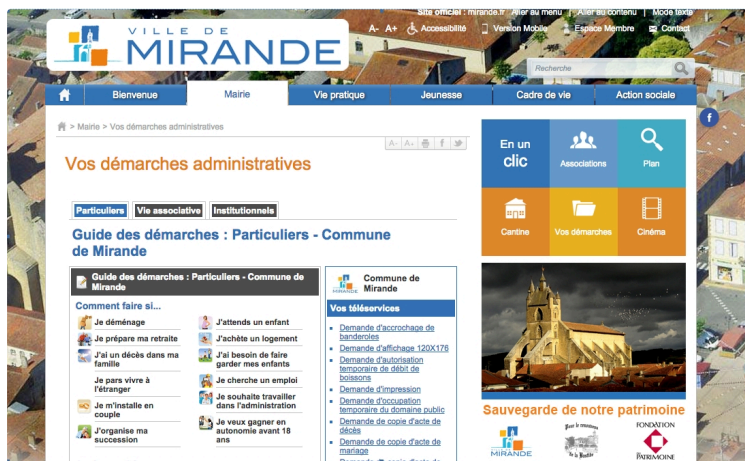 Site officiel : mirande.fr Aller au menu | Aller au contenu | Mode texte
VILLE DE
MIRANDE
A- A+ Accessibilité Version Mobile Espace Membre Contact
Recherche
Bienvenue Mairie Vie pratique Jeunesse Cadre de vie Action sociale
> Mairie > Vos démarches administratives
A- A+
Vos démarches administratives
En un
clic
Associations
Plan
Cantine
Vos démarches
Cinéma
Particuliers Vie associative Institutionnels
Guide des démarches : Particuliers - Commune
de Mirande
Guide des démarches : Particuliers - Commune de
Mirande
Comment faire si...
Je déménage
Je prépare ma retraite
J'ai un décès dans ma
famille
Je pars vivre à
l'étranger
Je m'installe en
couple
J'organise ma
succession
J'attends un enfant
J'achète un logement
J'ai besoin de faire
garder mes enfants
Je cherche un emploi
Je souhaite travailler
dans l'administration
Je veux gagner en
autonomie avant 18
ans
MIRANDE
Commune de
Mirande
Vos téléservices
Demande d'accrochage de
banderoles
Demande d'affichage 120X176
Demande d'autorisation
temporaire de débit de
boissons
Demande d'impression
Demande d'occupation
temporaire du domaine public
Demande de copie d'acte de
décès
Demande de copie d'acte de
mariage
Sauvegarde de notre patrimoine
MIRANDE
Pour le renouveau
de la Bastide
FONDATION
PATRIMOINE